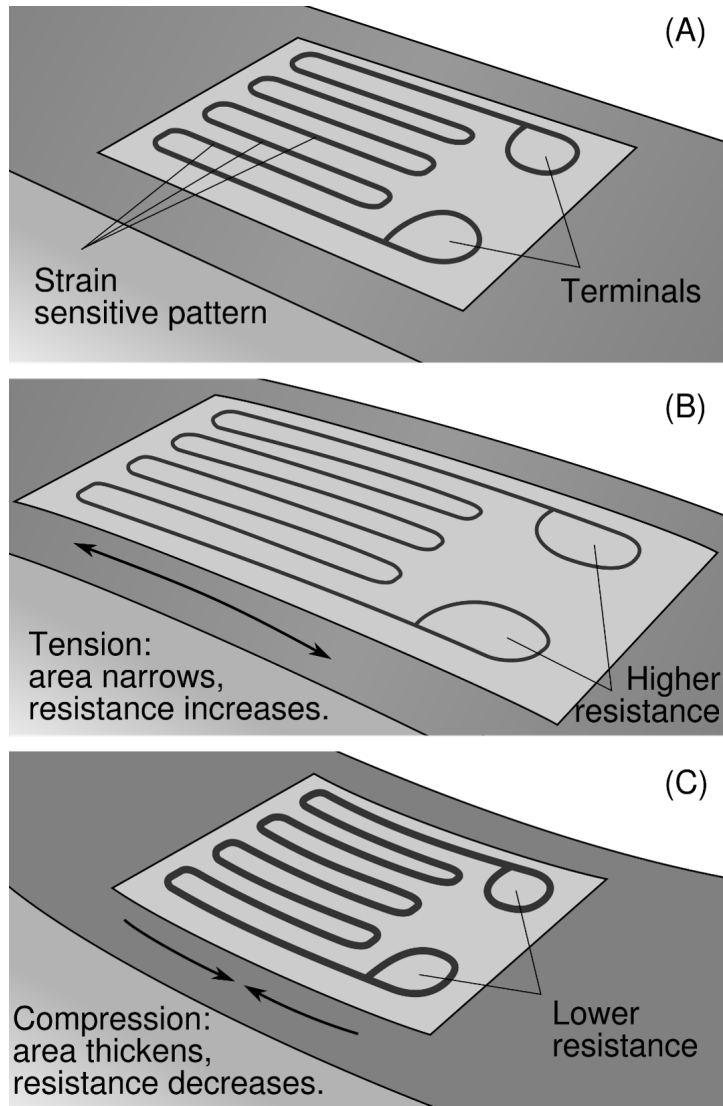 (A)
Strain
sensitive pattern
Terminals
(B)
Tension:
area narrows,
resistance increases.
Higher
resistance
(C)
Compression:
area thickens,
resistance decreases.
Lower
resistance